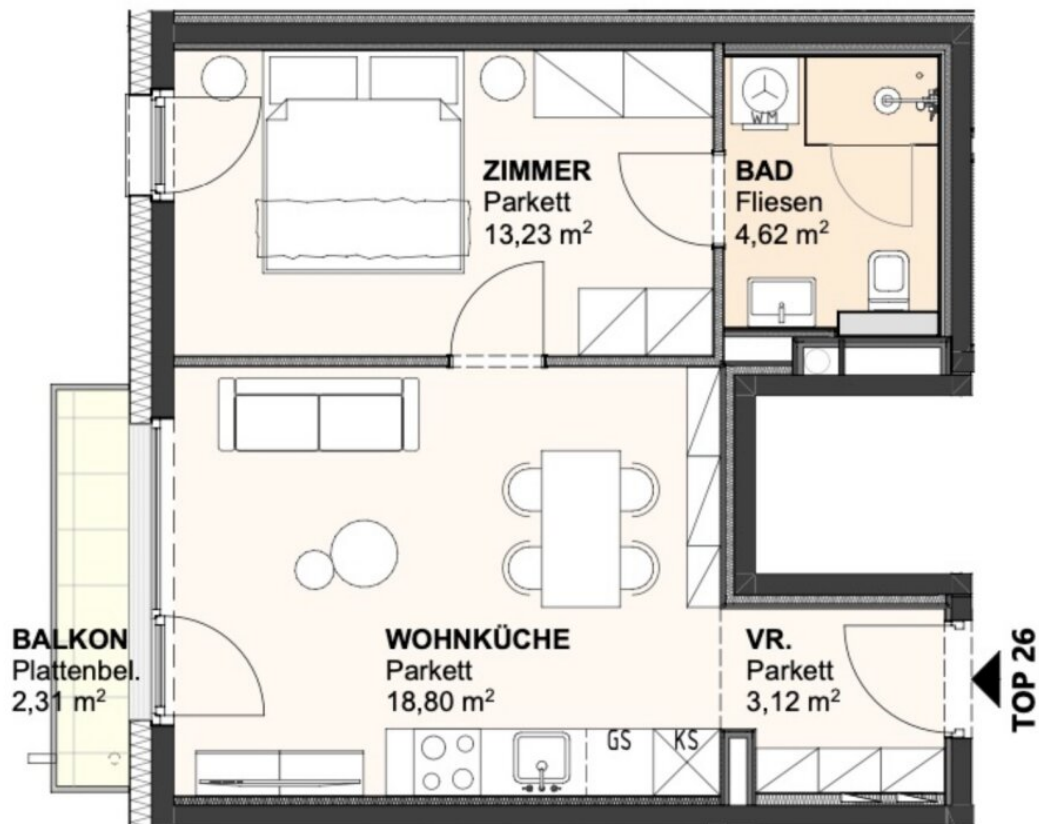 ZIMMER
Parkett
13,23 m²
WM
BAD
Fliesen
4,62 m²
BALKON
Plattenbel.
2,31 m²
WOHNKÜCHE
Parkett
18,80 m²
VR.
Parkett
3,12 m²
TOP 26
GS
KS